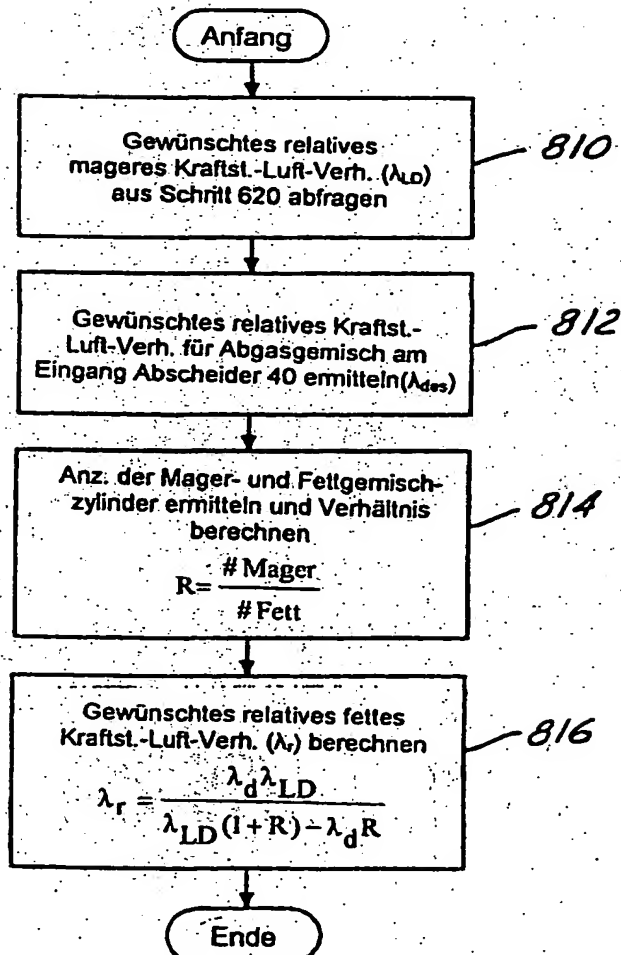 Anfang
Gewünschtes relatives
mageres Kraftst.-Luft-Verh. (λLD)
aus Schritt 620 abfragen
810
Gewünschtes relatives Kraftst.-
Luft-Verh. für Abgasgemisch am
Eingang Abscheider 40 ermitteln(λdes)
812
Anz. der Mager- und Fettgemisch-
zylinder ermitteln und Verhältnis
berechnen
R= # Mager / # Fett
814
Gewünschtes relatives fettes
Kraftst.-Luft-Verh. (λr) berechnen
λr = λdλLD / λLD(1+R)−λdR
816
Ende